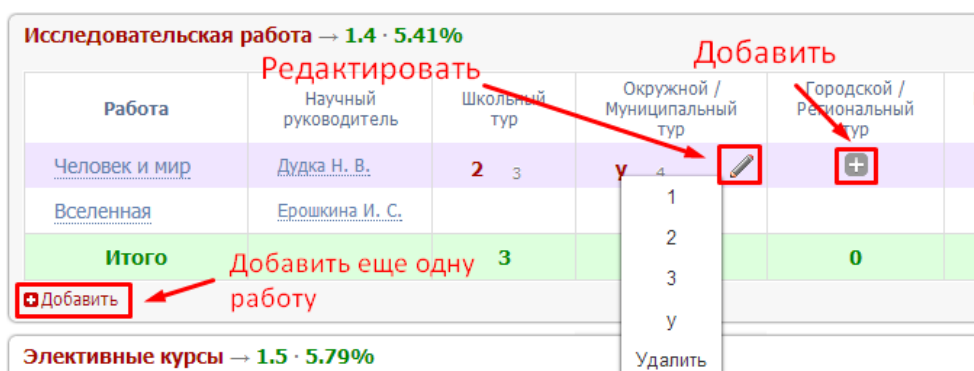 Исследовательская работа → 1.4 · 5.41%
Добавить
Редактировать
Работа
Научный
руководитель
Школьный
тур
Окружной /
Муниципальный
тур
Городской /
Региональный
тур
Человек и мир
Дудка Н. В.
2 3
у 4
Вселенная
Ерошкина И. С.
1
2
3
у
Удалить
Итого
3
0
Добавить еще одну
работу
Добавить
Элективные курсы → 1.5 · 5.79%